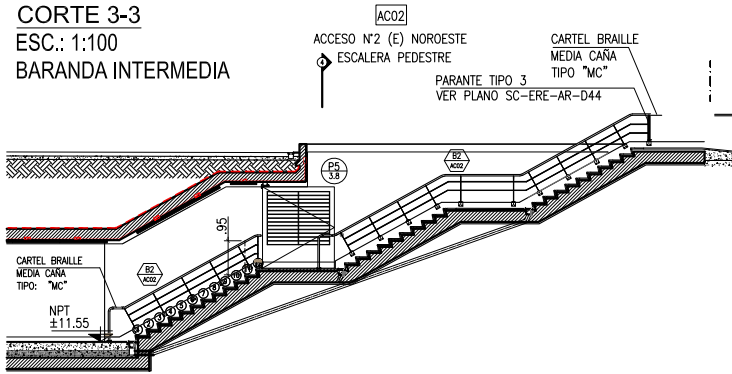 CORTE 3-3
ESC.: 1:100
BARANDA INTERMEDIA
AC02
ACCESO N°2 (E) NOROESTE
ESCALERA PEDESTRE
4
CARTEL BRAILLE
MEDIA CAÑA
TIPO "MC"
PARANTE TIPO 3
VER PLANO SC-ERE-AR-D44
P5
3.8
B2
AC02
.95
CARTEL BRAILLE
MEDIA CAÑA
TIPO: "MC"
B2
AC02
NPT
±11.55